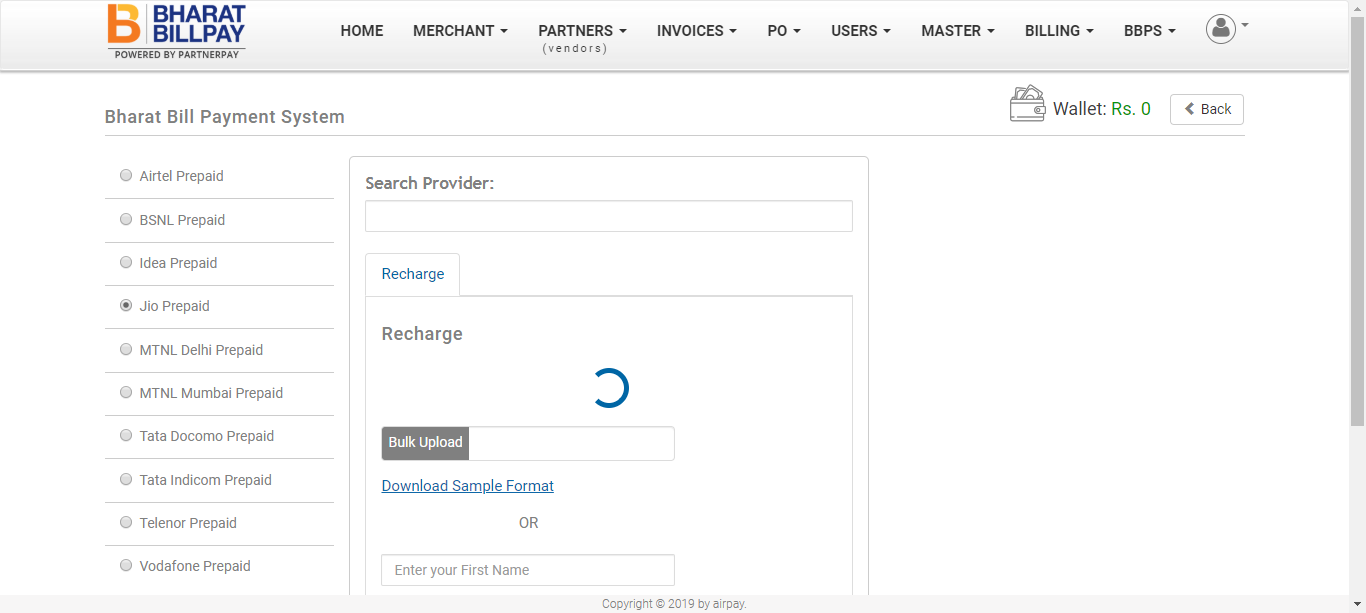 BHARAT
BILLPAY
POWERED BY PARTNERPAY
HOME MERCHANT PARTNERS (vendors) INVOICES PO USERS MASTER BILLING BBPS
Bharat Bill Payment System
Wallet: Rs. 0 Back
Airtel Prepaid
BSNL Prepaid
Idea Prepaid
Jio Prepaid
MTNL Delhi Prepaid
MTNL Mumbai Prepaid
Tata Docomo Prepaid
Tata Indicom Prepaid
Telenor Prepaid
Vodafone Prepaid
Search Provider:
Recharge
Recharge
Bulk Upload
Download Sample Format
OR
Enter your First Name
Copyright © 2019 by airpay.